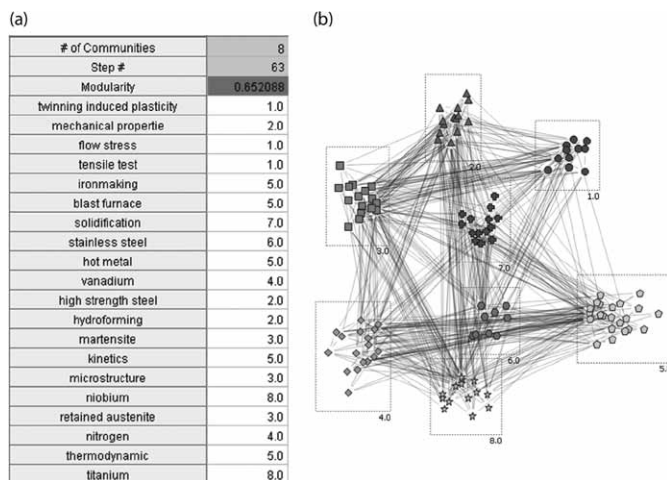 (a)
# of Communities 8
Step # 63
Modularity 0.652088
twinning induced plasticity 1.0
mechanical propertie 2.0
flow stress 1.0
tensile test 1.0
ironmaking 5.0
blast furnace 5.0
solidification 7.0
stainless steel 6.0
hot metal 5.0
vanadium 4.0
high strength steel 2.0
hydroforming 2.0
martensite 3.0
kinetics 5.0
microstructure 3.0
niobium 8.0
retained austenite 3.0
nitrogen 4.0
thermodynamic 5.0
titanium 8.0
(b)
2.0
1.0
3.0
7.0
6.0
5.0
4.0
8.0